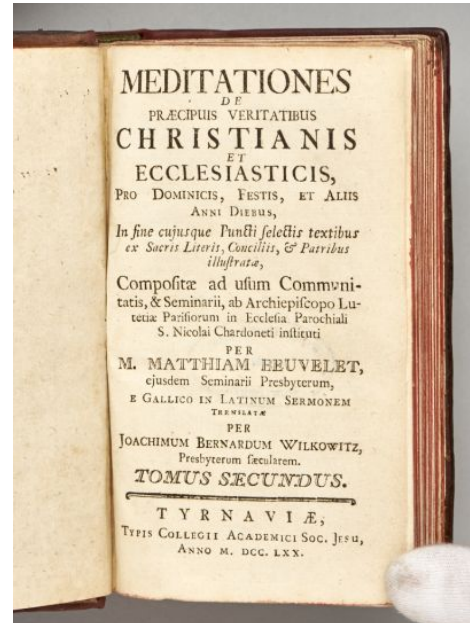 MEDITATIONES
DE
PRÆCIPUIS VERITATIBUS
CHRISTIANIS
ET
ECCLESIASTICIS,
PRO DOMINICIS, FESTIS, ET ALIIS
ANNI DIEBUS,
In fine cujusque Puncti ſelectis textibus
ex Sacris Literis, Conciliis, & Patribus
illuſtratæ,
Compoſitæ ad uſum Communi-
tatis, & Seminarii, ab Archiepiſcopo Lu-
tetiæ Pariſiorum in Eccleſia Parochiali
S. Nicolai Chardoneti inſtituti
PER
M. MATTHIAM BEUVELET,
ejuſdem Seminarii Presbyterum,
E GALLICO IN LATINUM SERMONEM
TRENSLATÆ
PER
JOACHIMUM BERNARDUM WILKOWITZ,
Presbyterum ſæcularem.
TOMUS SECUNDUS.
TYRNAVIÆ,
TYPIS COLLEGII ACADEMICI SOC. JESU,
ANNO M. DCC. LXX.